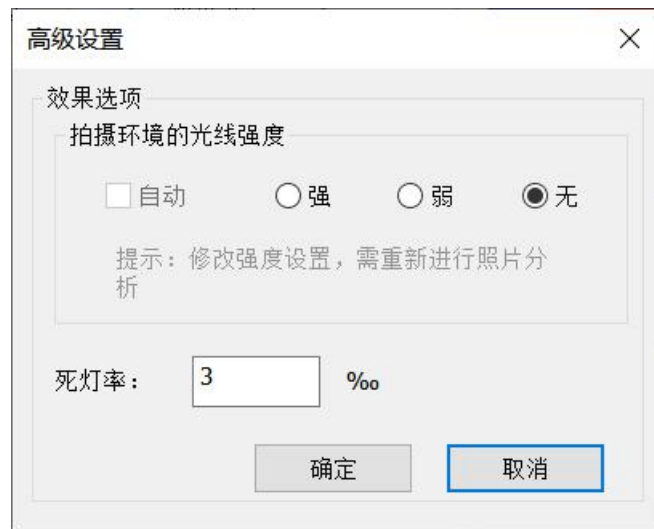 高级设置
效果选项
拍摄环境的光线强度
自动 强 弱 无
提示：修改强度设置，需重新进行照片分
析
死灯率： 3 ‰
确定 取消